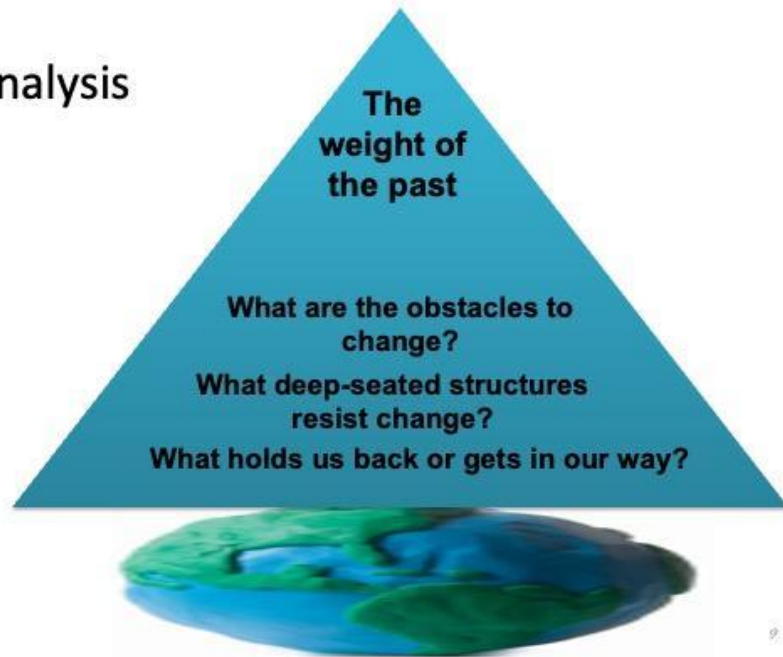 nalysis
The
weight of
the past
What are the obstacles to
change?
What deep-seated structures
resist change?
What holds us back or gets in our way?
9